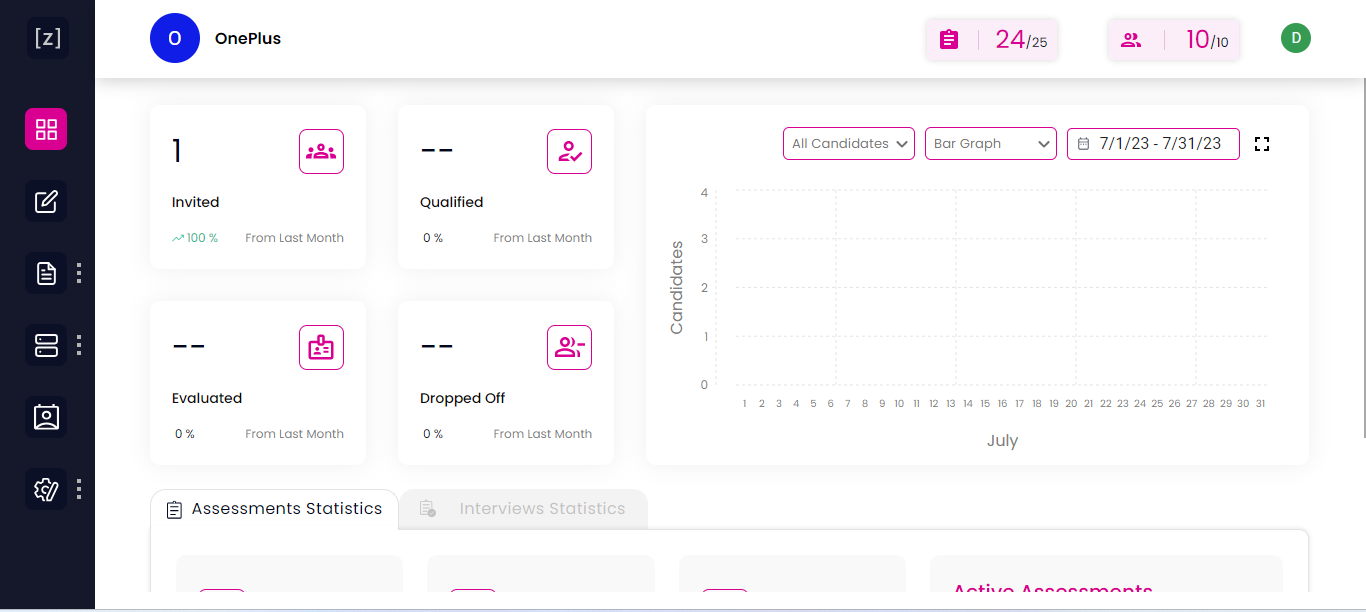 [z]
O OnePlus
24/25
10/10
D
1
Invited
100 % From Last Month
--
Qualified
0 % From Last Month
--
Evaluated
0 % From Last Month
--
Dropped Off
0 % From Last Month
All Candidates
Bar Graph
7/1/23 - 7/31/23
Candidates
4
3
2
1
0
1 2 3 4 5 6 7 8 9 10 11 12 13 14 15 16 17 18 19 20 21 22 23 24 25 26 27 28 29 30 31
July
Assessments Statistics
Interviews Statistics
Active Assessments